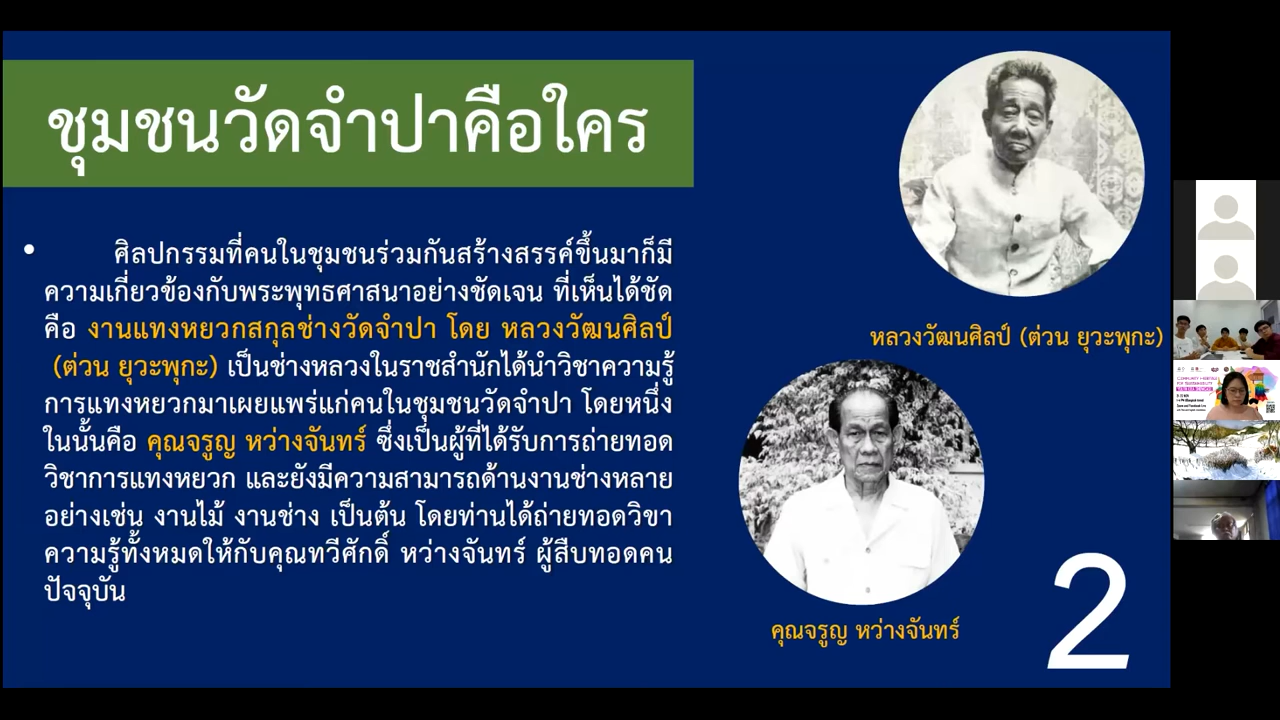 ชุมชนวัดจำปาคือใคร
• ศิลปกรรมที่คนในชุมชนร่วมกันสร้างสรรค์ขึ้นมาก็มี
ความเกี่ยวข้องกับพระพุทธศาสนาอย่างชัดเจน ที่เห็นได้ชัด
คือ งานแทงหยวกสกุลช่างวัดจำปา โดย หลวงวัฒนศิลป์
(ต่วน ยุวะพุกะ) เป็นช่างหลวงในราชสำนักได้นำวิชาความรู้
การแทงหยวกมาเผยแพร่แก่คนในชุมชนวัดจำปา โดยหนึ่ง
ในนั้นคือ คุณจรูญ หว่างจันทร์ ซึ่งเป็นผู้ที่ได้รับการถ่ายทอด
วิชาการแทงหยวก และยังมีความสามารถด้านงานช่างหลาย
อย่างเช่น งานไม้ งานช่าง เป็นต้น โดยท่านได้ถ่ายทอดวิขา
ความรู้ทั้งหมดให้กับคุณทวีศักดิ์ หว่างจันทร์ ผู้สืบทอดคน
ปัจจุบัน
หลวงวัฒนศิลป์ (ต่วน ยุวะพุกะ)
คุณจรูญ หว่างจันทร์
2